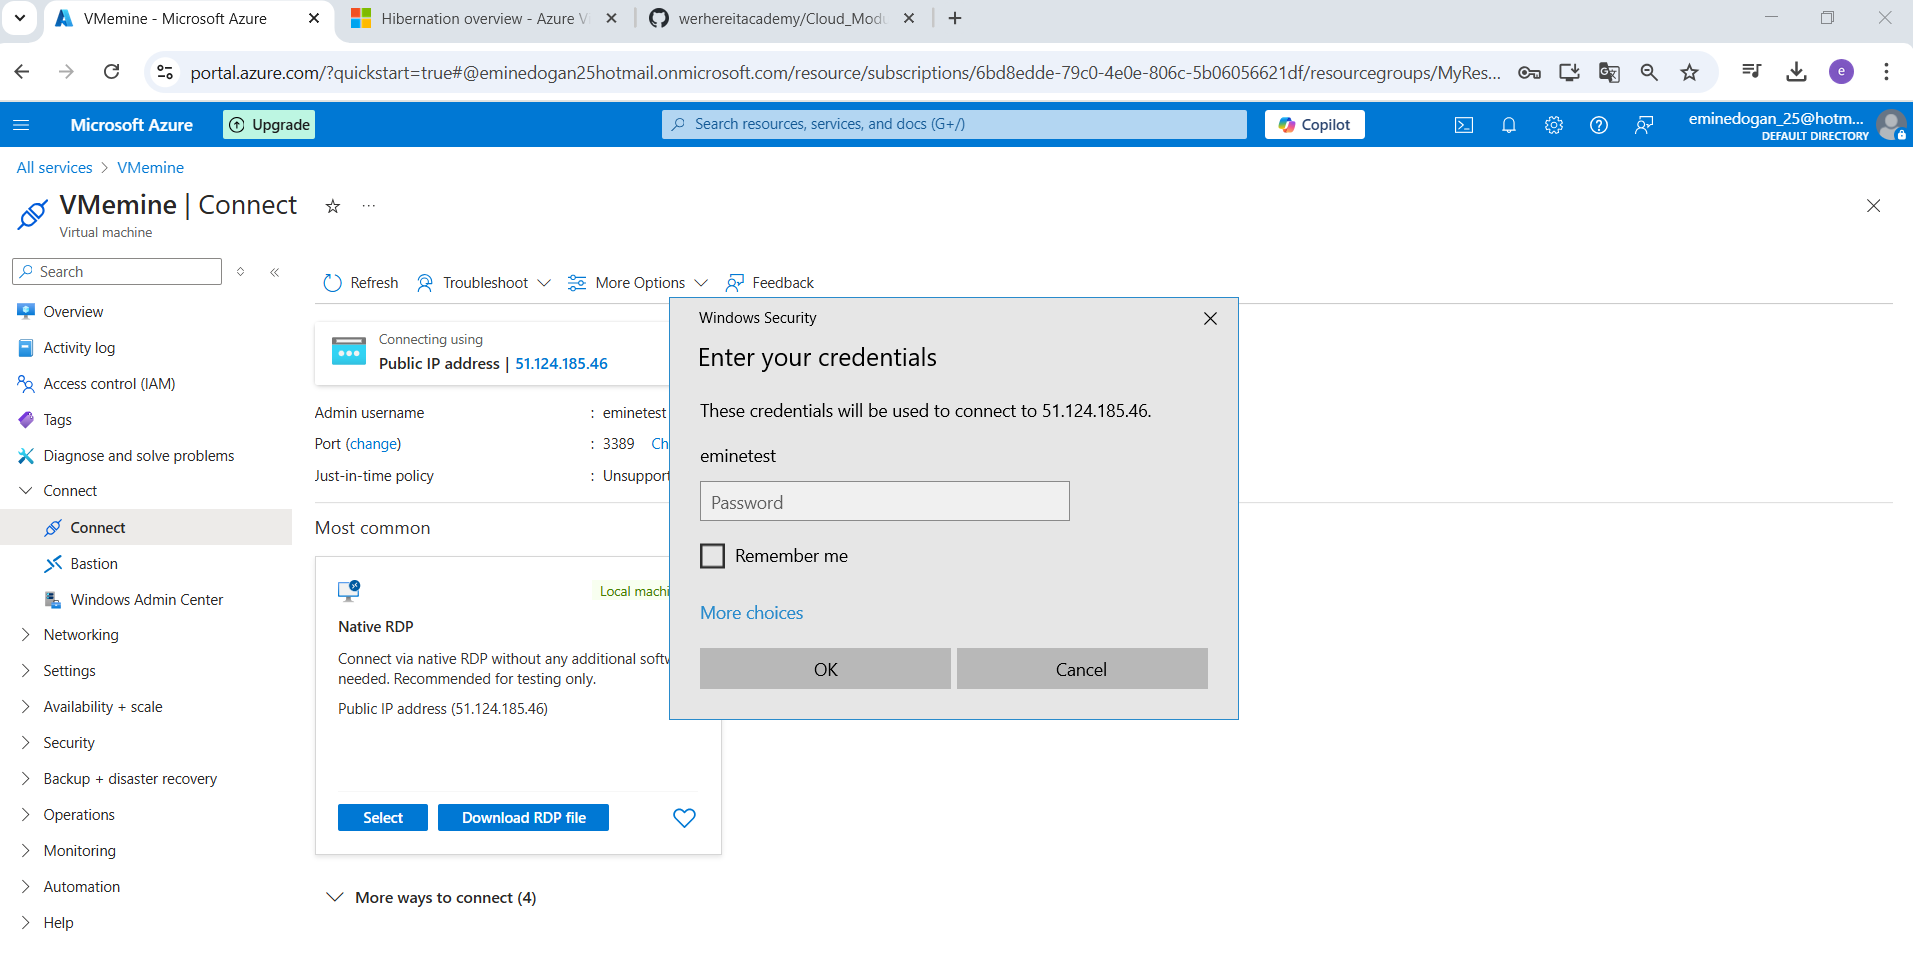 VMemine - Microsoft Azure
Hibernation overview - Azure V
werhereitacademy/Cloud_Modu
portal.azure.com/?quickstart=true#@eminedogan25hotmail.onmicrosoft.com/resource/subscriptions/6bd8edde-79c0-4e0e-806c-5b06056621df/resourcegroups/MyRes...
e
Microsoft Azure
Upgrade
Search resources, services, and docs (G+/)
Copilot
eminedogan_25@hotm...
DEFAULT DIRECTORY
All services > VMemine
VMemine | Connect
Virtual machine
Search
Refresh
Troubleshoot
More Options
Feedback
Overview
Activity log
Access control (IAM)
Tags
Diagnose and solve problems
Connect
Connect
Bastion
Windows Admin Center
Networking
Settings
Availability + scale
Security
Backup + disaster recovery
Operations
Monitoring
Automation
Help
Connecting using
Public IP address | 51.124.185.46
Admin username : eminetest
Port (change) : 3389 Ch
Just-in-time policy : Unsupport
Most common
Local machi
Native RDP
Connect via native RDP without any additional softw
needed. Recommended for testing only.
Public IP address (51.124.185.46)
Select
Download RDP file
More ways to connect (4)
Windows Security
Enter your credentials
These credentials will be used to connect to 51.124.185.46.
eminetest
Password
Remember me
More choices
OK
Cancel